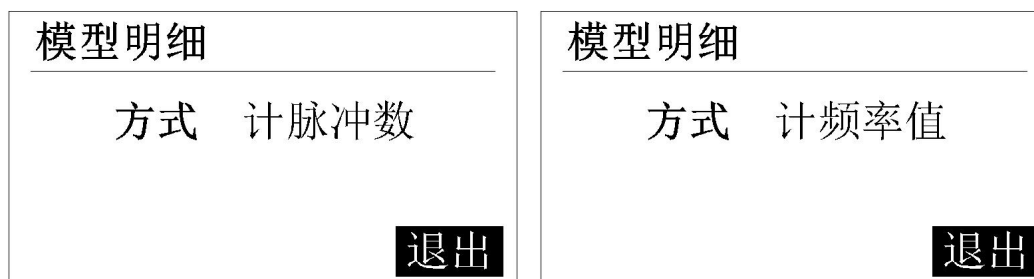 模型明细
方式 计脉冲数
退出
模型明细
方式 计频率值
退出